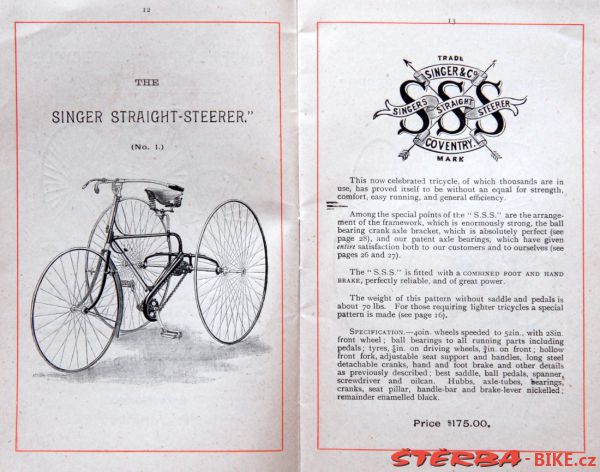 12
THE
SINGER STRAIGHT-STEERER."
(No. 1.)
13
TRADE
SINGER & Co
SINGERS STRAIGHT STEERER
SSS
COVENTRY.
MARK
This now celebrated tricycle, of which thousands are in
use, has proved itself to be without an equal for strength,
comfort, easy running, and general efficiency.
Among the special points of the "S.S.S." are the arrange-
ment of the framework, which is enormously strong, the ball
bearing crank axle bracket, which is absolutely perfect (see
page 28), and our patent axle bearings, which have given
entire satisfaction both to our customers and to ourselves (see
pages 26 and 27).
The "S.S.S." is fitted with a COMBINED FOOT AND HAND
BRAKE, perfectly reliable, and of great power.
The weight of this pattern without saddle and pedals is
about 70 lbs. For those requiring lighter tricycles a special
pattern is made (see page 16).
SPECIFICATION.—40in. wheels speeded to 52in., with 28in.
front wheel; ball bearings to all running parts including
pedals; tyres, ⅞in. on driving wheels, ¾in. on front; hollow
front fork, adjustable seat support and handles, long steel
detachable cranks, hand and foot brake and other details
as previously described; best saddle, ball pedals, spanner,
screwdriver and oilcan. Hubbs, axle-tubes, bearings,
cranks, seat pillar, handle-bar and brake-lever nickelled;
remainder enamelled black.
Price $175.00.
ŠTĚRBA-BIKE.cz